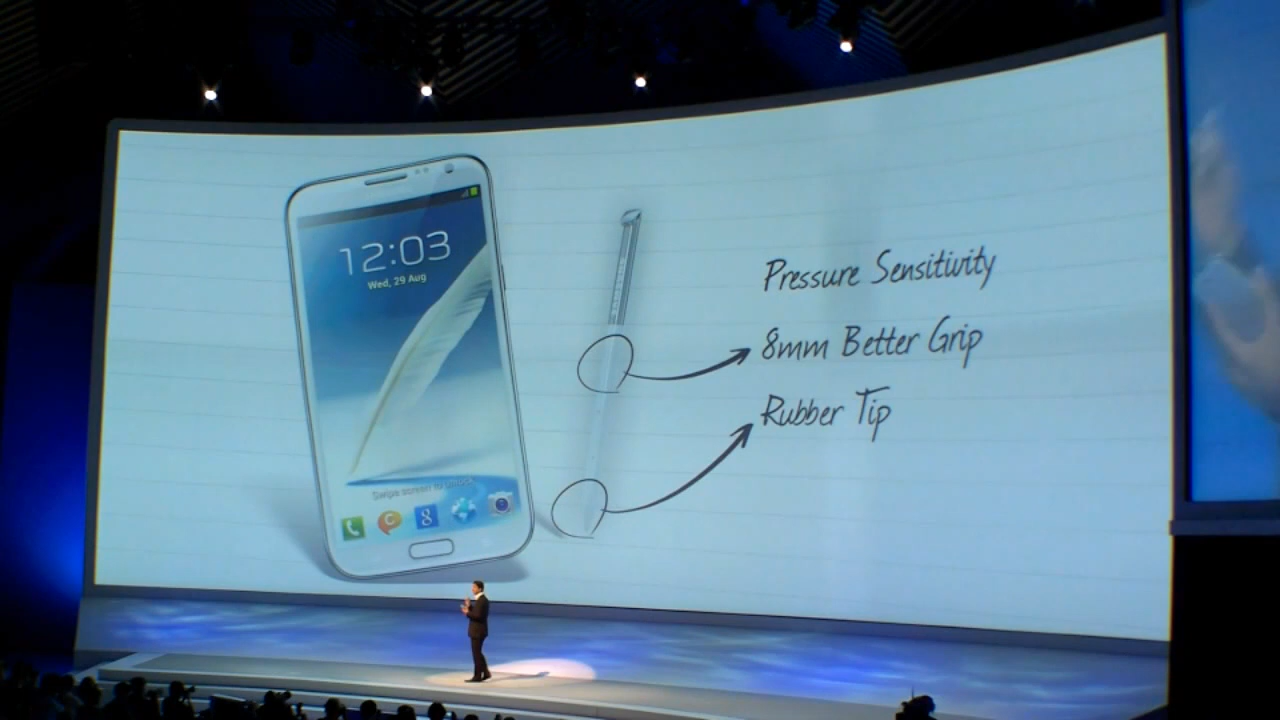 12:03
Wed, 29 Aug
Swipe screen to unlock
Pressure Sensitivity
8mm Better Grip
Rubber Tip